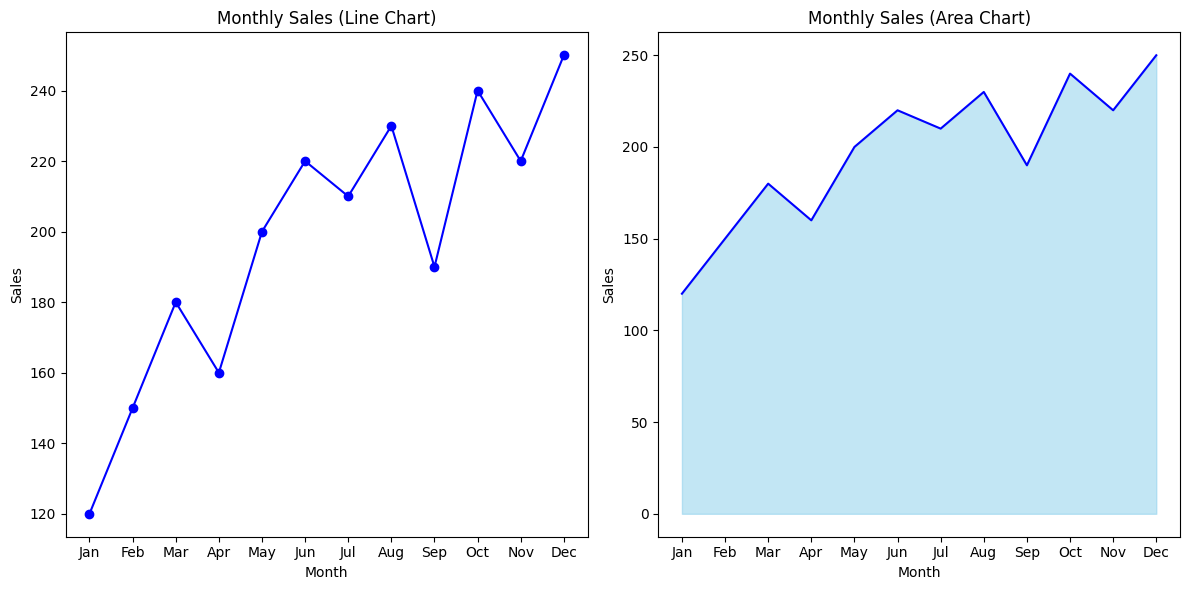 Monthly Sales (Line Chart)
240
220
200
180
160
140
120
Sales
Jan Feb Mar Apr May Jun Jul Aug Sep Oct Nov Dec
Month
Monthly Sales (Area Chart)
250
200
150
100
50
0
Sales
Jan Feb Mar Apr May Jun Jul Aug Sep Oct Nov Dec
Month